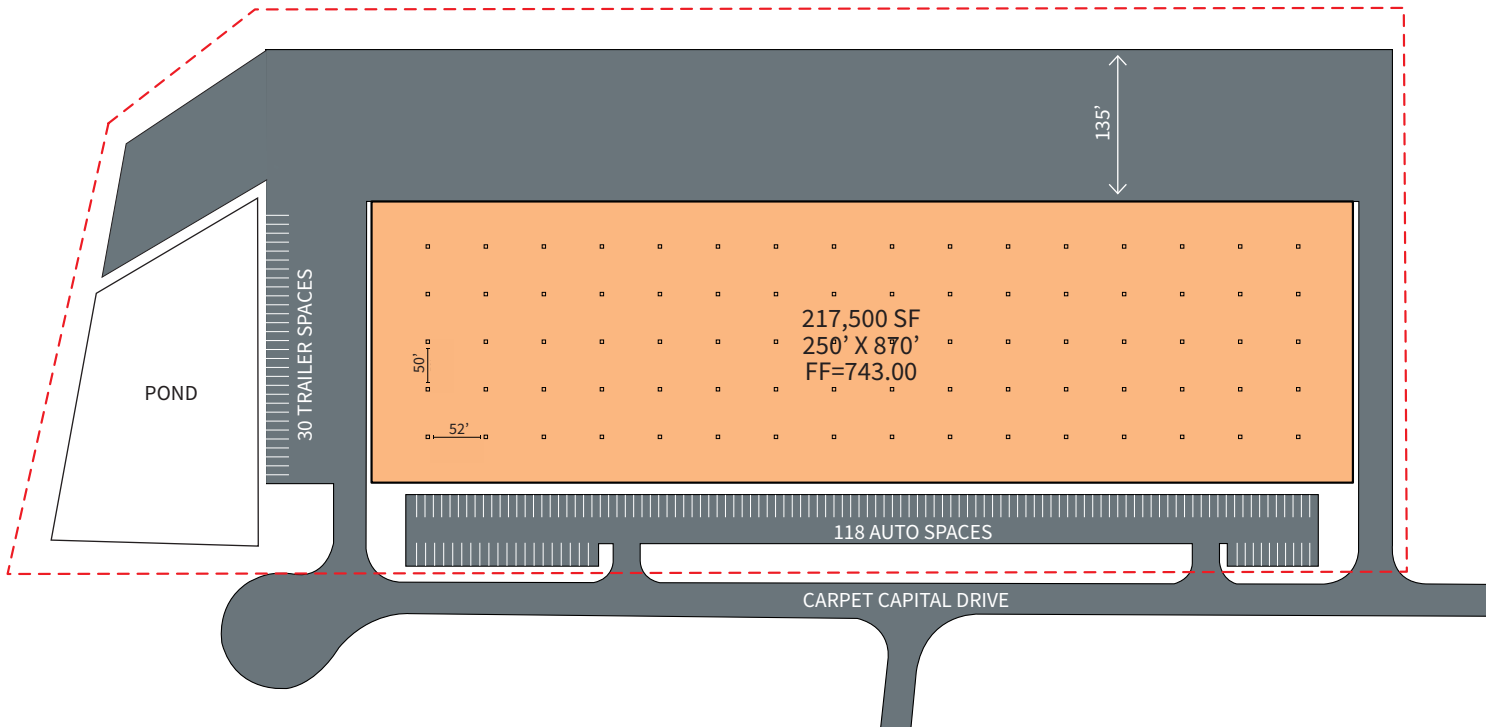 135’
217,500 SF
250’ X 870’
FF=743.00
30 TRAILER SPACES
50’
52’
POND
118 AUTO SPACES
CARPET CAPITAL DRIVE